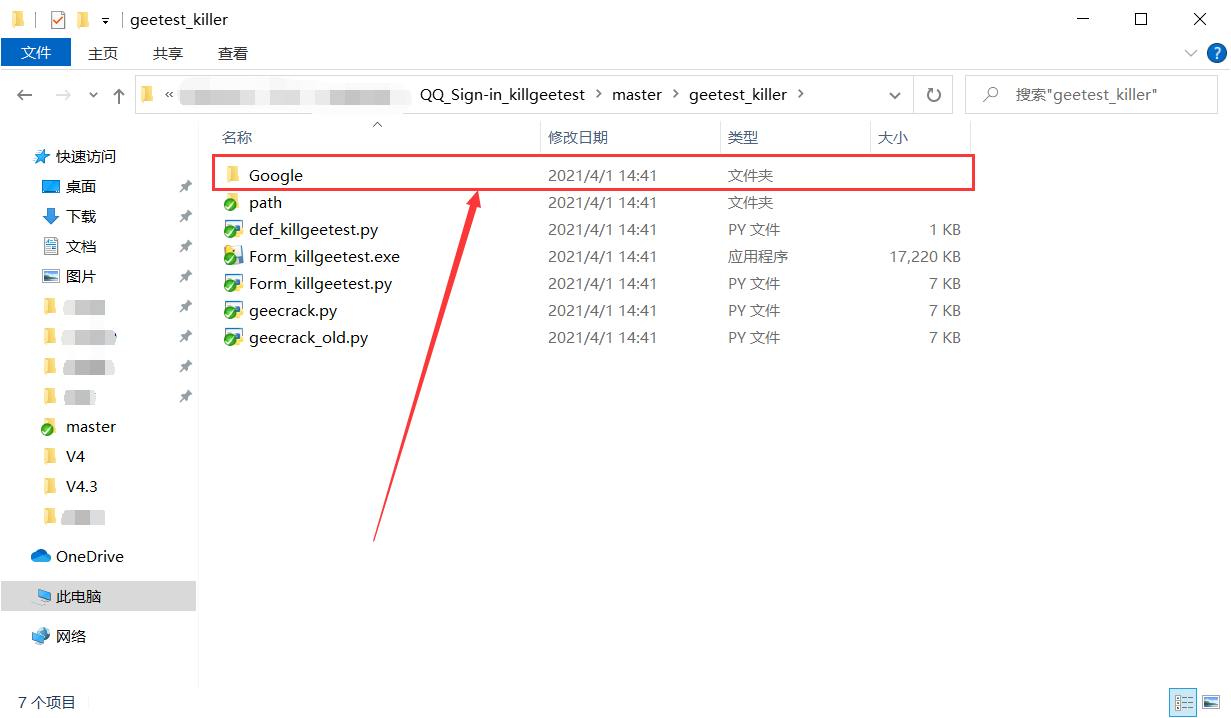 geetest_killer
文件 主页 共享 查看
?
« QQ_Sign-in_killgeetest > master > geetest_killer > 搜索"geetest_killer"
名称 修改日期 类型 大小
快速访问
桌面
下载
文档
图片
master
V4
V4.3
OneDrive
此电脑
网络
Google 2021/4/1 14:41 文件夹
path 2021/4/1 14:41 文件夹
def_killgeetest.py 2021/4/1 14:41 PY 文件 1 KB
Form_killgeetest.exe 2021/4/1 14:41 应用程序 17,220 KB
Form_killgeetest.py 2021/4/1 14:41 PY 文件 7 KB
geecrack.py 2021/4/1 14:41 PY 文件 7 KB
geecrack_old.py 2021/4/1 14:41 PY 文件 7 KB
7 个项目